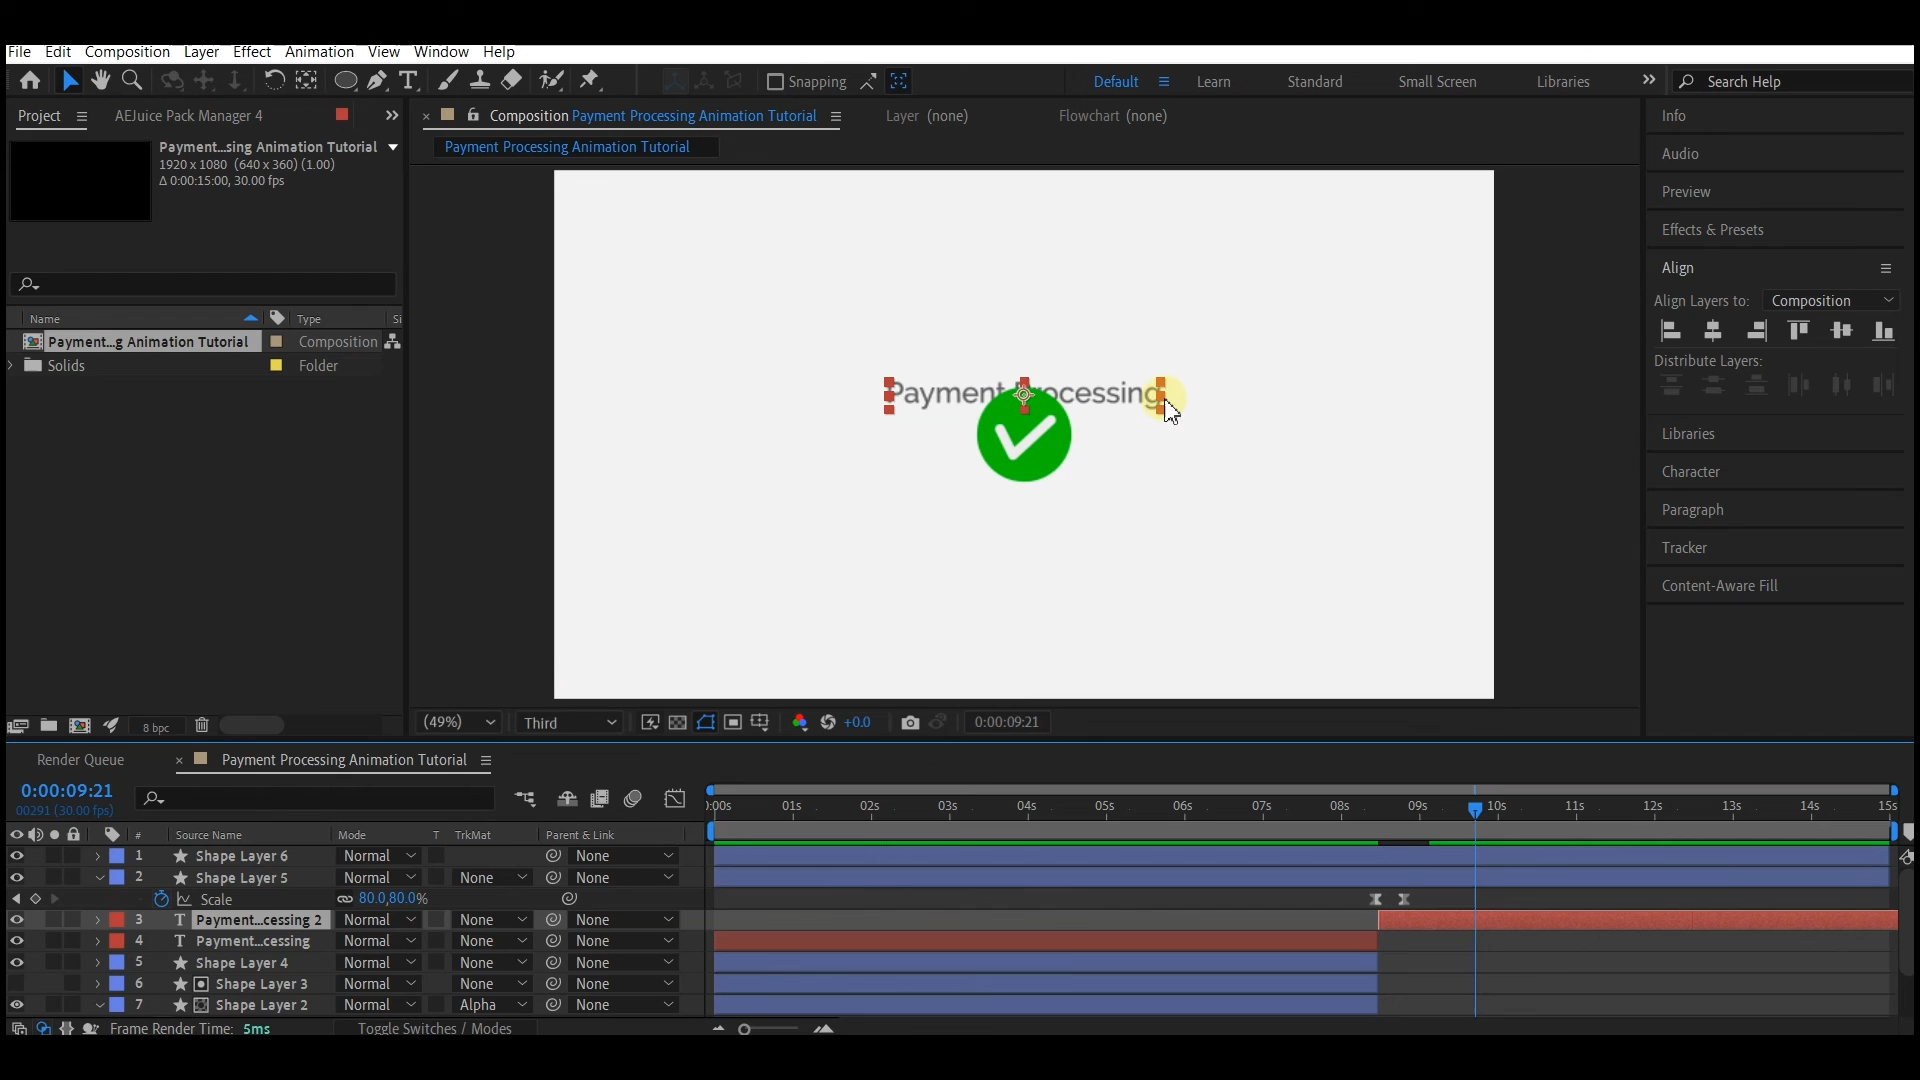 File Edit Composition Layer Effect Animation View Window Help
Snapping Default Learn Standard Small Screen Libraries Search Help
Project AEJuice Pack Manager 4
Composition Payment Processing Animation Tutorial Layer (none) Flowchart (none)
Payment Processing Animation Tutorial
Payment...sing Animation Tutorial
1920 x 1080 (640 x 360) (1.00)
Δ 0:00:15:00, 30.00 fps
Name Type Si
Payment...g Animation Tutorial Composition
Solids Folder
8 bpc
Payment Processing
(49%) Third +0.0 0:00:09:21
Info
Audio
Preview
Effects & Presets
Align
Align Layers to: Composition
Distribute Layers:
Libraries
Character
Paragraph
Tracker
Content-Aware Fill
Render Queue Payment Processing Animation Tutorial
0:00:09:21
00291 (30.00 fps)
):00s 01s 02s 03s 04s 05s 06s 07s 08s 09s 10s 11s 12s 13s 14s 15s
# Source Name Mode T TrkMat Parent & Link
1 Shape Layer 6 Normal None
2 Shape Layer 5 Normal None None
Scale 80.0,80.0%
3 T Payment...cessing 2 Normal None None
4 T Payment...cessing Normal None None
5 Shape Layer 4 Normal None None
6 Shape Layer 3 Normal None None
7 Shape Layer 2 Normal Alpha None
Frame Render Time: 5ms Toggle Switches / Modes